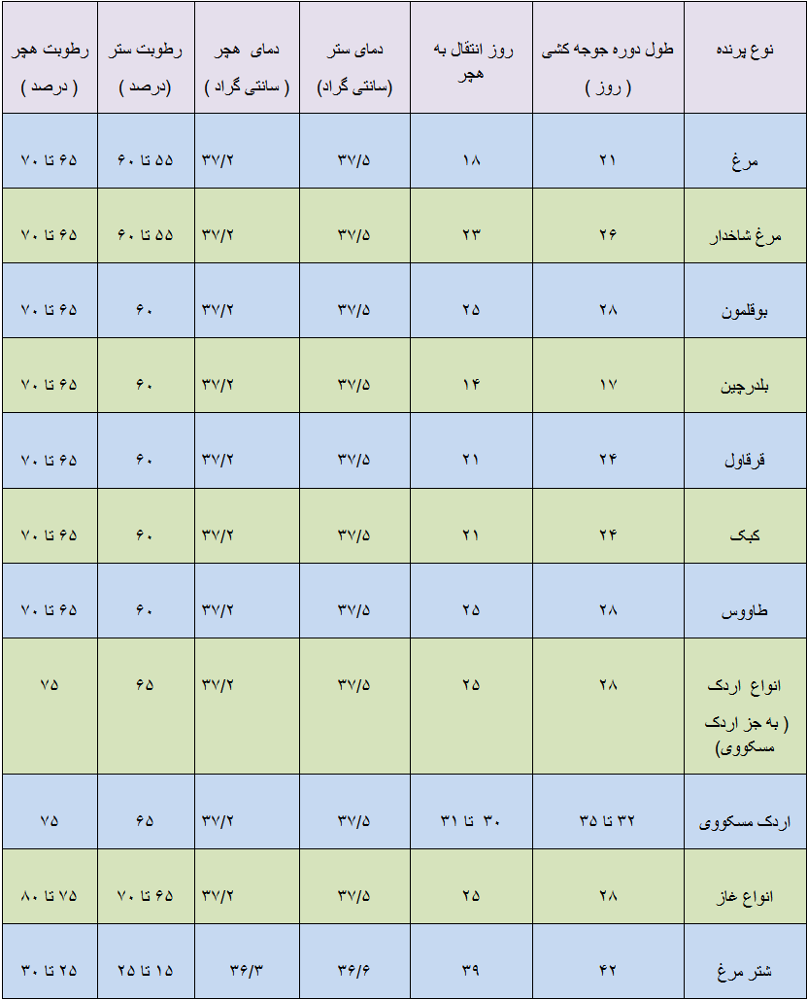 نوع پرنده
طول دوره جوجه کشی
( روز )
روز انتقال به
هچر
دمای ستر
(سانتی گراد)
دمای هچر
( سانتی گراد )
رطوبت ستر
(درصد )
رطوبت هچر
( درصد )
مرغ
۲۱
۱۸
۳۷/۵
۳۷/۲
۵۵ تا ۶۰
۶۵ تا ۷۰
مرغ شاخدار
۲۶
۲۳
۳۷/۵
۳۷/۲
۵۵ تا ۶۰
۶۵ تا ۷۰
بوقلمون
۲۸
۲۵
۳۷/۵
۳۷/۲
۶۰
۶۵ تا ۷۰
بلدرچین
۱۷
۱۴
۳۷/۵
۳۷/۲
۶۰
۶۵ تا ۷۰
قرقاول
۲۴
۲۱
۳۷/۵
۳۷/۲
۶۰
۶۵ تا ۷۰
کبک
۲۴
۲۱
۳۷/۵
۳۷/۲
۶۰
۶۵ تا ۷۰
طاووس
۲۸
۲۵
۳۷/۵
۳۷/۲
۶۰
۶۵ تا ۷۰
انواع اردک
( به جز اردک
مسکووی)
۲۸
۲۵
۳۷/۵
۳۷/۲
۶۵
۷۵
اردک مسکووی
۳۲ تا ۳۵
۳۰ تا ۳۱
۳۷/۵
۳۷/۲
۶۵
۷۵
انواع غاز
۲۸
۲۵
۳۷/۵
۳۷/۲
۶۵ تا ۷۰
۷۵ تا ۸۰
شتر مرغ
۴۲
۳۹
۳۶/۶
۳۶/۳
۱۵ تا ۲۵
۲۵ تا ۳۰